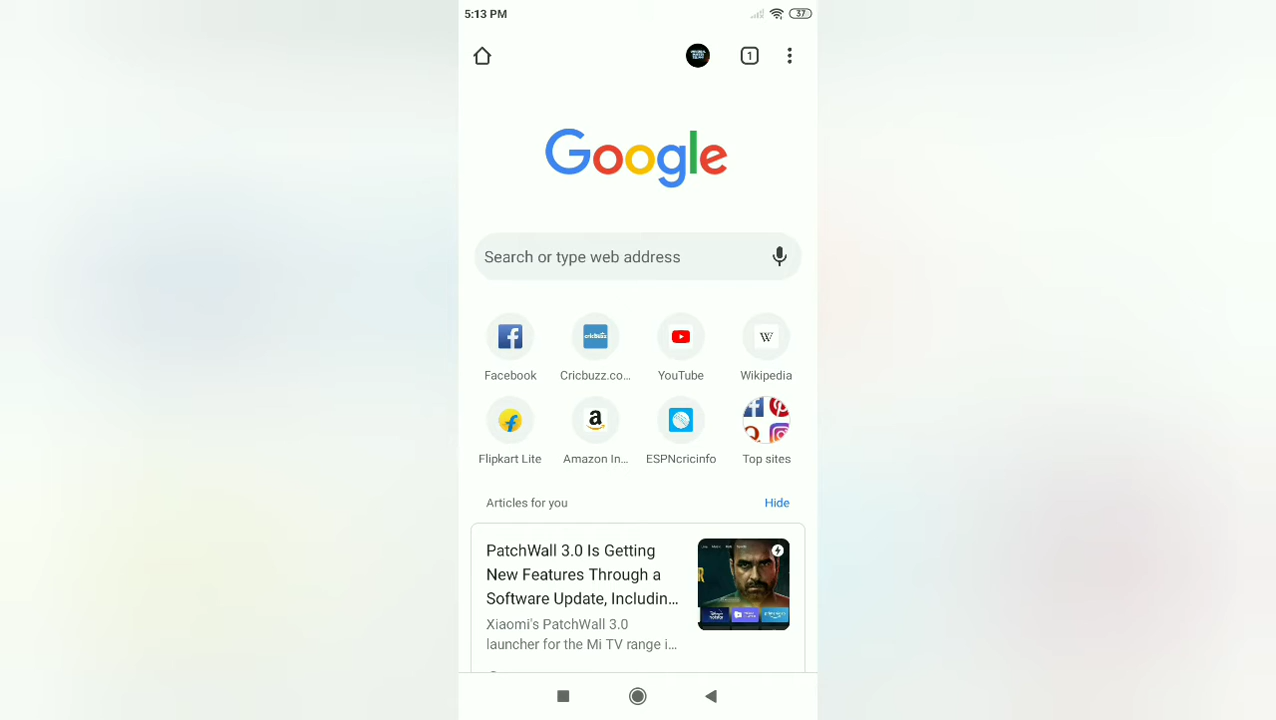 5:13 PM
37
1
Google
Search or type web address
Facebook
Cricbuzz.co...
YouTube
Wikipedia
Flipkart Lite
Amazon In...
ESPNcricinfo
Top sites
Articles for you
Hide
PatchWall 3.0 Is Getting
New Features Through a
Software Update, Includin...
Xiaomi's PatchWall 3.0
launcher for the Mi TV range i...